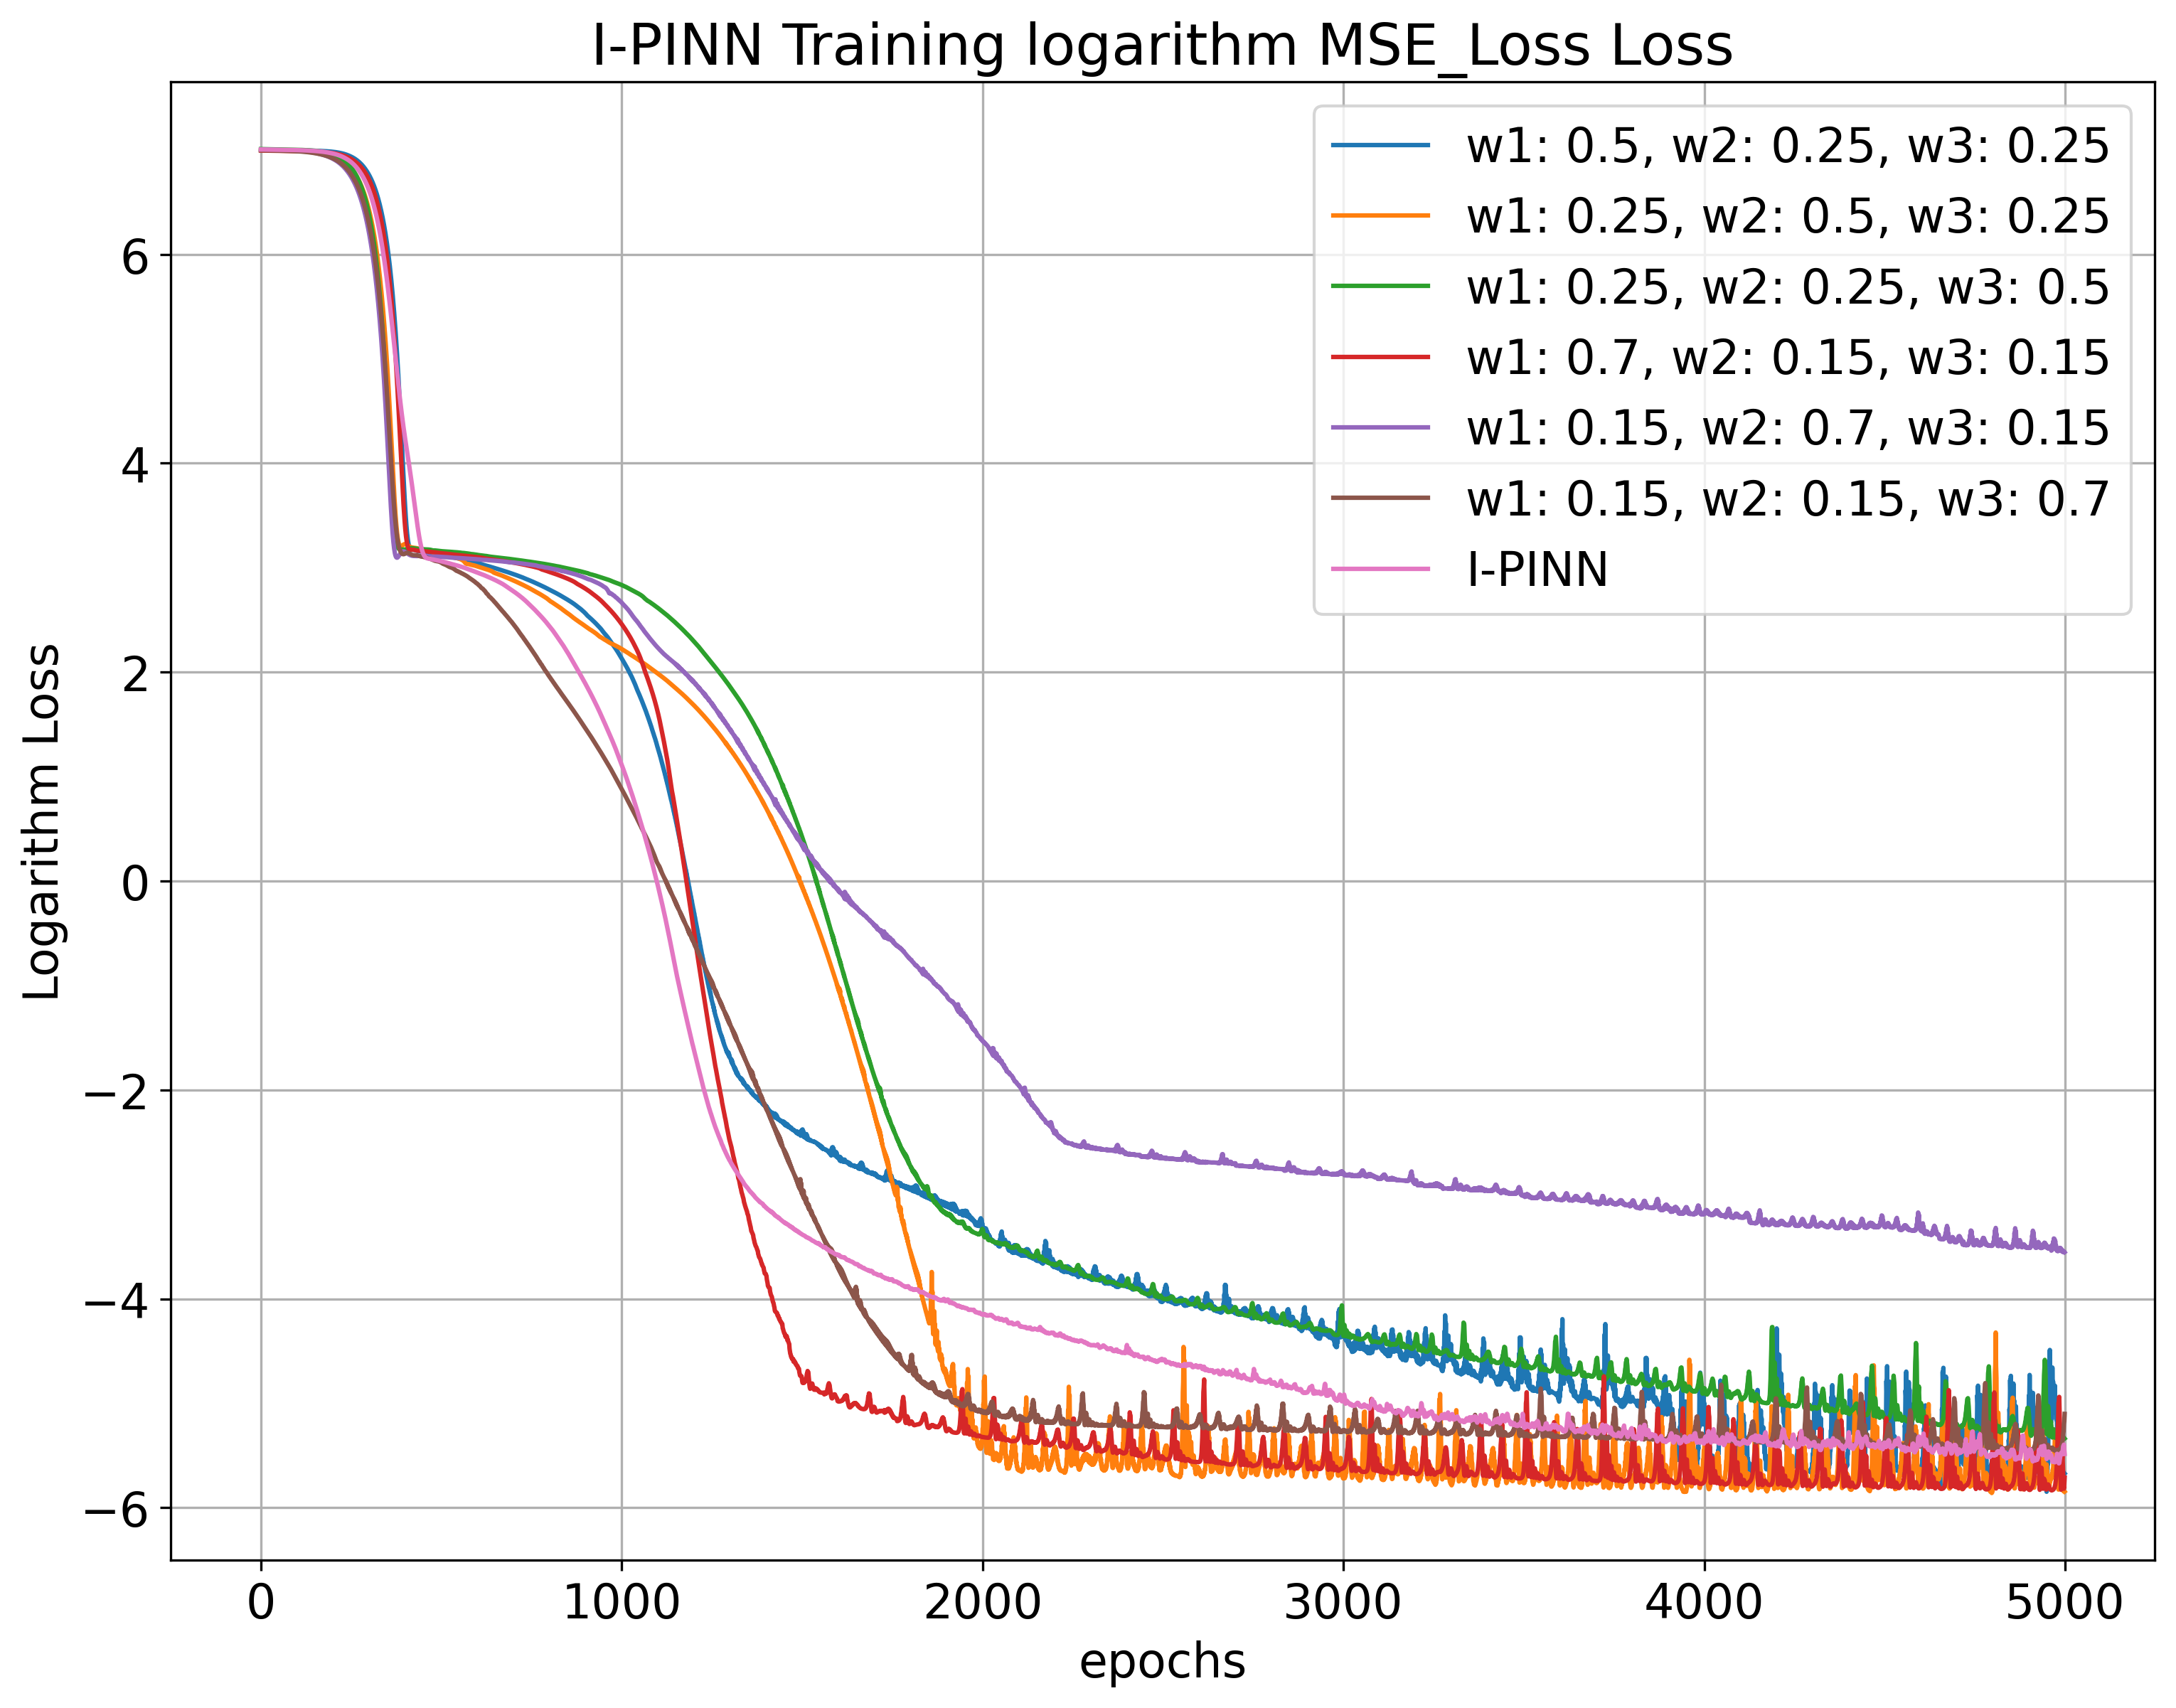 I-PINN Training logarithm MSE_Loss Loss
w1: 0.5, w2: 0.25, w3: 0.25
w1: 0.25, w2: 0.5, w3: 0.25
w1: 0.25, w2: 0.25, w3: 0.5
w1: 0.7, w2: 0.15, w3: 0.15
w1: 0.15, w2: 0.7, w3: 0.15
w1: 0.15, w2: 0.15, w3: 0.7
I-PINN
Logarithm Loss
6
4
2
0
−2
−4
−6
0 1000 2000 3000 4000 5000
epochs